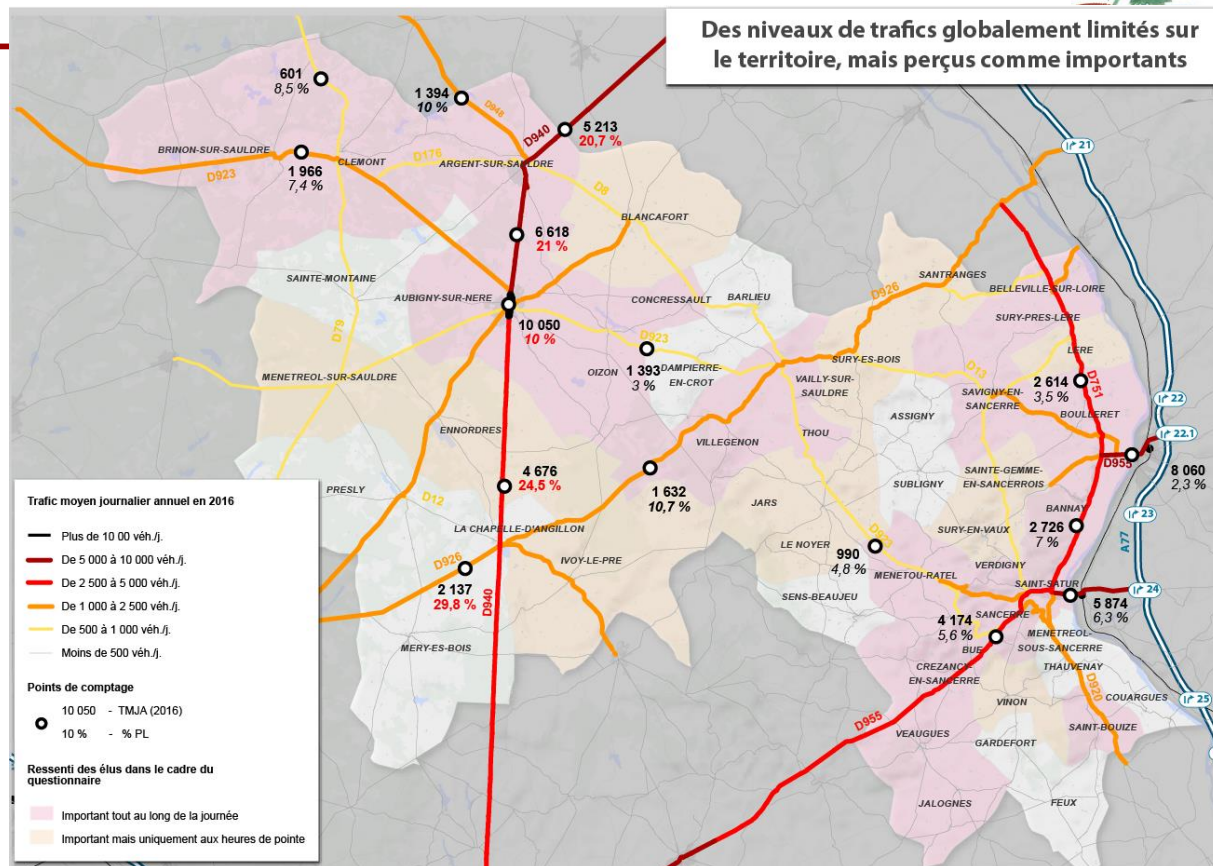 Des niveaux de trafics globalement limités sur
le territoire, mais perçus comme importants
601
8,5 %
1 394
10 %
D948
D940
5 213
20,7 %
21
BRINON-SUR-SAULDRE
1 966
7,4 %
CLEMONT
D176
ARGENT-SUR-SAULDRE
D923
D8
BLANCAFORT
6 618
21 %
SAINTE-MONTAINE
AUBIGNY-SUR-NERE
CONCRESSAULT
BARLIEU
D926
SANTRANGES
BELLEVILLE-SUR-LOIRE
SURY-PRES-LERE
10 050
10 %
D79
D923
1 393
3 %
OIZON
DAMPIERRE-
EN-CROT
SURY-ES-BOIS
LERE
MENETREOL-SUR-SAULDRE
VAILLY-SUR-
SAULDRE
D13
2 614
3,5 %
D751
SAVIGNY-EN-
SANCERRE
22
ASSIGNY
BOULLERET
ENNORDRES
VILLEGENON
THOU
22.1
D955
8 060
2,3 %
4 676
24,5 %
SAINTE-GEMME-
EN-SANCERROIS
SUBLIGNY
PRESLY
D12
1 632
10,7 %
JARS
BANNAY
23
A77
LA CHAPELLE-D'ANGILLON
SURY-EN-VAUX
2 726
7 %
LE NOYER
D923
990
4,8 %
IVOY-LE-PRE
VERDIGNY
D926
2 137
29,8 %
MENETOU-RATEL
SAINT-SATUR
24
SENS-BEAUJEU
5 874
6,3 %
D940
4 174
5,6 %
SANCERRE
BUE
MENETREOL-
SOUS-SANCERRE
MERY-ES-BOIS
CREZANCY-
EN-SANCERRE
THAUVENAY
D920
COUARGUES
25
VINON
D955
SAINT-BOUIZE
VEAUGUES
GARDEFORT
JALOGNES
FEUX
Trafic moyen journalier annuel en 2016
Plus de 10 00 véh./j.
De 5 000 à 10 000 véh./j.
De 2 500 à 5 000 véh./j.
De 1 000 à 2 500 véh./j.
De 500 à 1 000 véh./j.
Moins de 500 véh./j.
Points de comptage
10 050 - TMJA (2016)
10 % - % PL
Ressenti des élus dans le cadre du
questionnaire
Important tout au long de la journée
Important mais uniquement aux heures de pointe